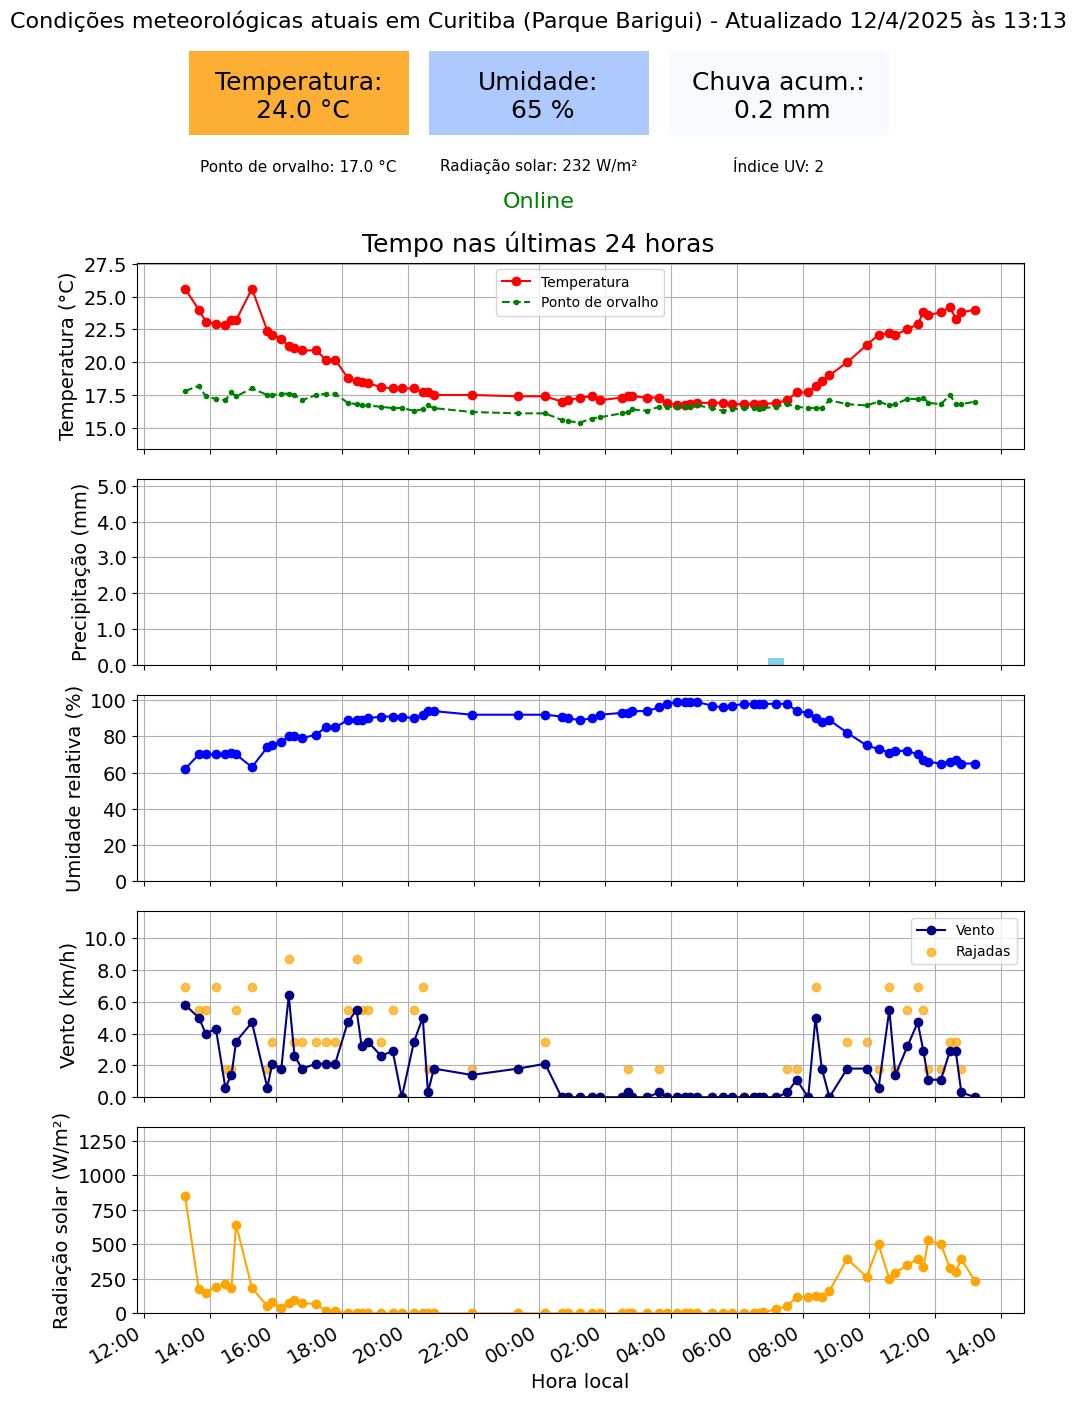 Condições meteorológicas atuais em Curitiba (Parque Barigui) - Atualizado 12/4/2025 às 13:13
Temperatura:
24.0 °C
Umidade:
65 %
Chuva acum.:
0.2 mm
Ponto de orvalho: 17.0 °C
Radiação solar: 232 W/m²
Índice UV: 2
Online
Tempo nas últimas 24 horas
Temperatura (°C)
27.5
25.0
22.5
20.0
17.5
15.0
Temperatura
Ponto de orvalho
Precipitação (mm)
5.0
4.0
3.0
2.0
1.0
0.0
Umidade relativa (%)
100
80
60
40
20
0
Vento (km/h)
10.0
8.0
6.0
4.0
2.0
0.0
Vento
Rajadas
Radiação solar (W/m²)
1250
1000
750
500
250
0
12:00
14:00
16:00
18:00
20:00
22:00
00:00
02:00
04:00
06:00
08:00
10:00
12:00
14:00
Hora local